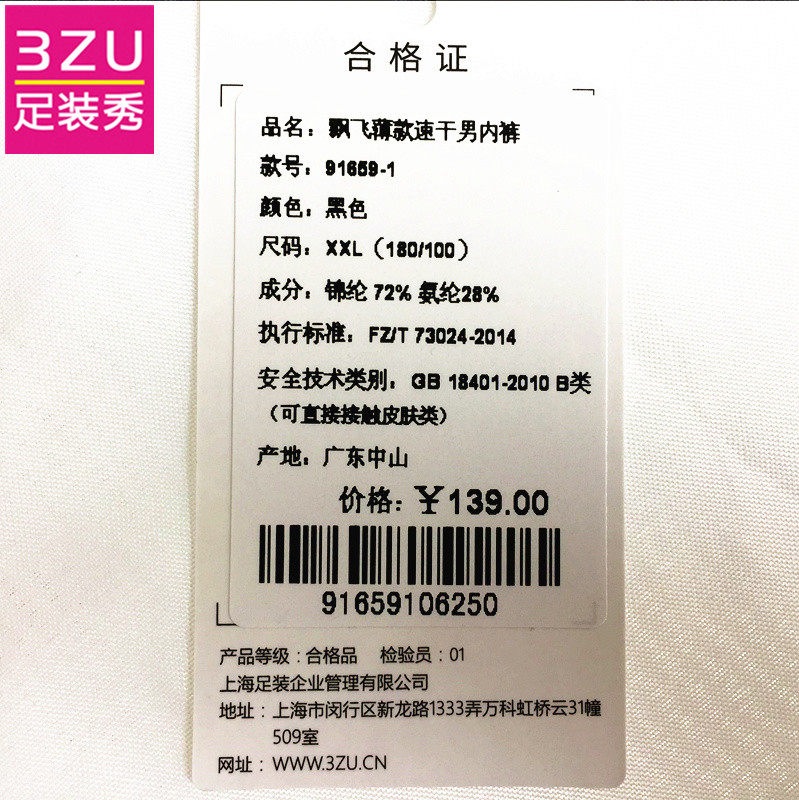 3ZU
足装秀
合格证
品名：飘飞薄款速干男内裤
款号：91659-1
颜色：黑色
尺码：XXL（180/100）
成分：锦纶 72% 氨纶28%
执行标准：FZ/T 73024-2014
安全技术类别：GB 18401-2010 B类
（可直接接触皮肤类）
产地：广东中山
价格：￥139.00
91659106250
产品等级：合格品 检验员：01
上海足装企业管理有限公司
地址：上海市闵行区新龙路1333弄万科虹桥云31幢
509室
网址：WWW.3ZU.CN